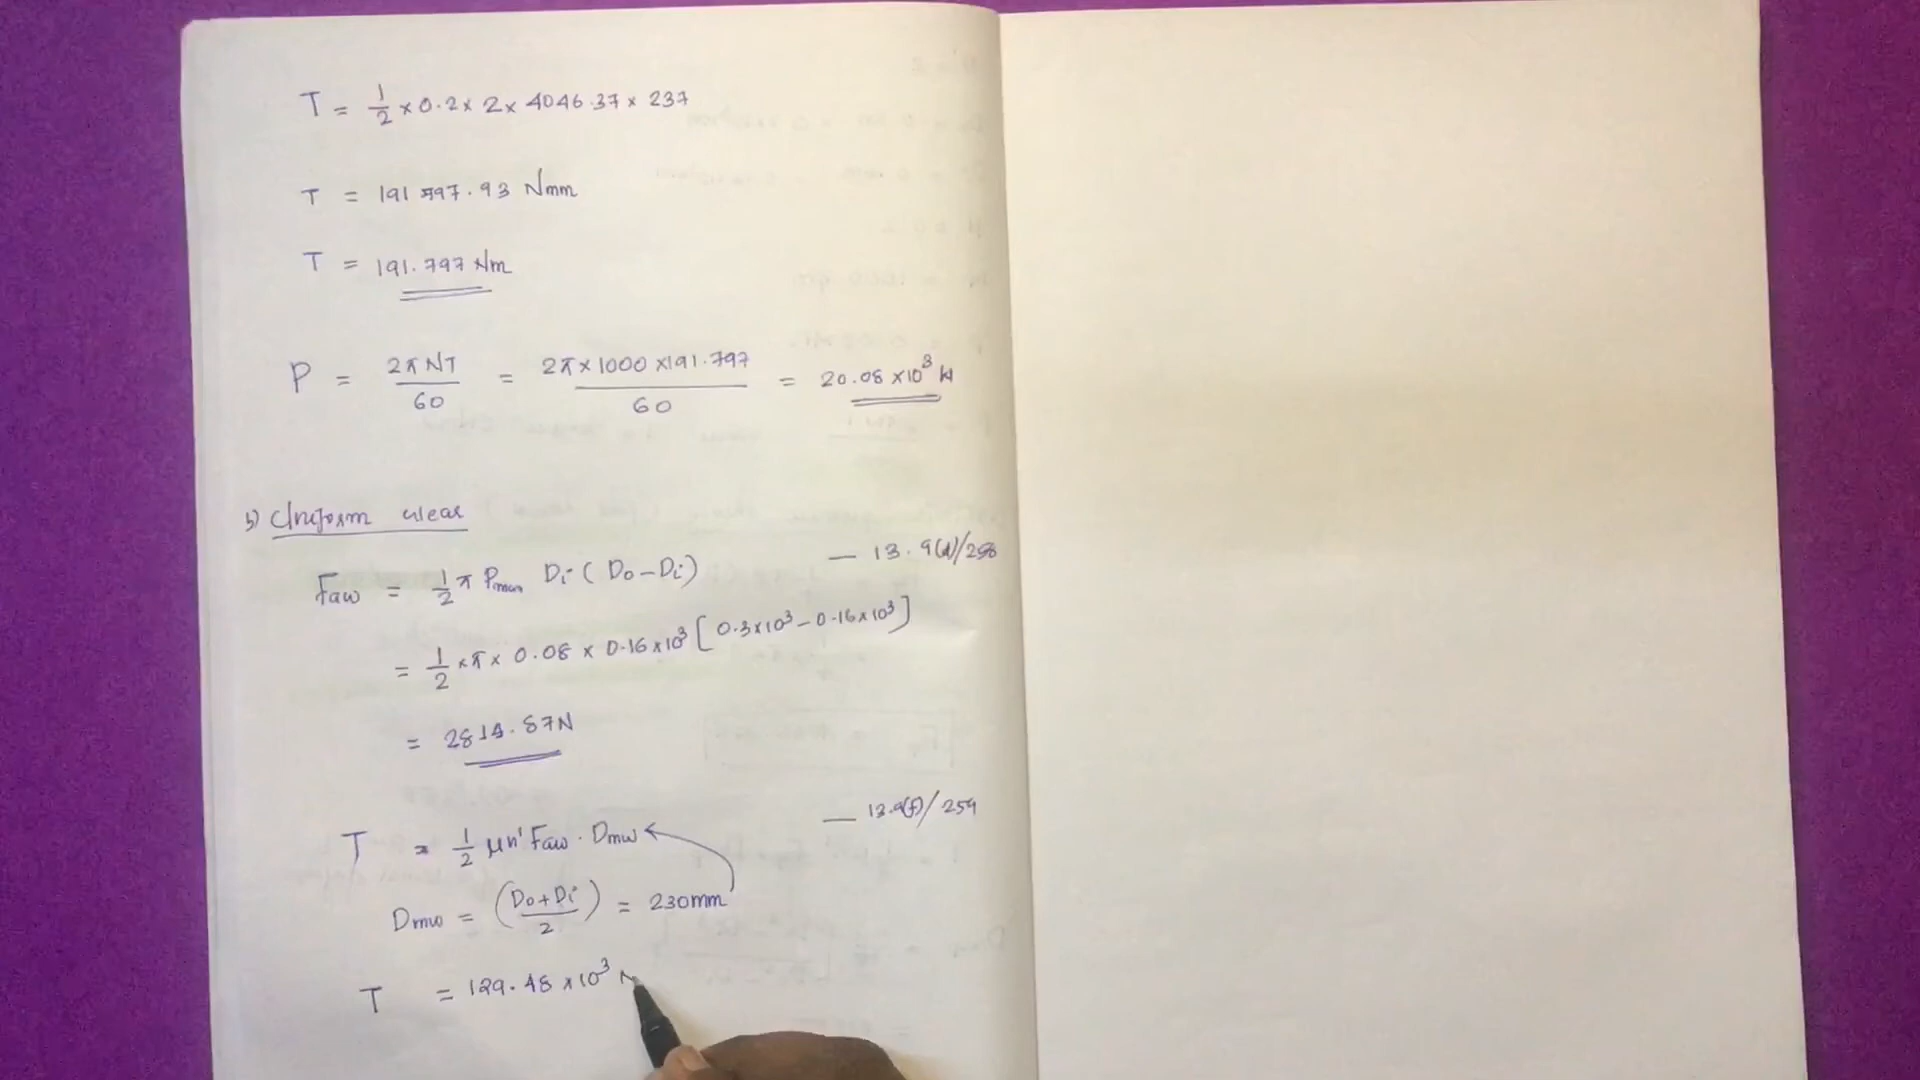 T = 1/2 × 0.2 × 2 × 4046.37 × 237
T = 191797.93 Nmm
T = 191.797 Nm
P = 2π NT / 60 = 2π × 1000 × 191.797 / 60 = 20.08 × 10³ W
b) Uniform wear
— 13.9(d)/258
Faw = 1/2 π Pmax Di (Do – Di)
= 1/2 × π × 0.08 × 0.16 × 10³ [0.3 × 10³ – 0.16 × 10³]
= 2814.87N
— 13.9(f)/259
T = 1/2 μn' Faw · Dmw
Dmw = (Do + Di / 2) = 230mm
T = 129.48 × 10³ N